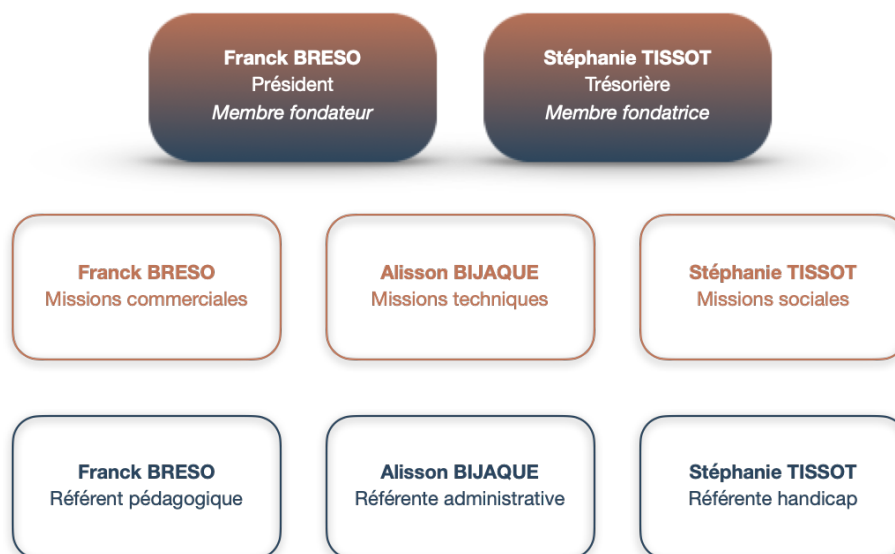 Franck BRESO
Président
Membre fondateur
Stéphanie TISSOT
Trésorière
Membre fondatrice
Franck BRESO
Missions commerciales
Alisson BIJAQUE
Missions techniques
Stéphanie TISSOT
Missions sociales
Franck BRESO
Référent pédagogique
Alisson BIJAQUE
Référente administrative
Stéphanie TISSOT
Référente handicap